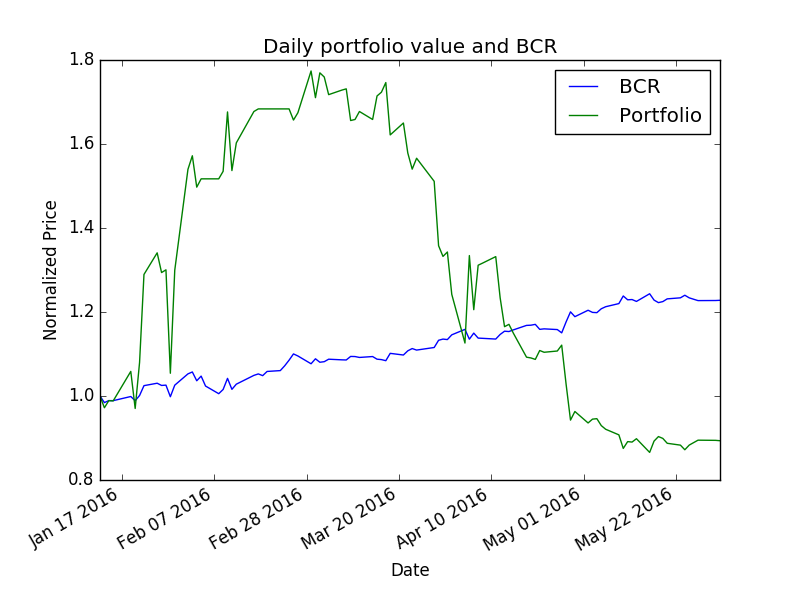 Daily portfolio value and BCR
BCR
Portfolio
1.8
1.6
1.4
1.2
1.0
0.8
Normalized Price
Jan 17 2016
Feb 07 2016
Feb 28 2016
Mar 20 2016
Apr 10 2016
May 01 2016
May 22 2016
Date